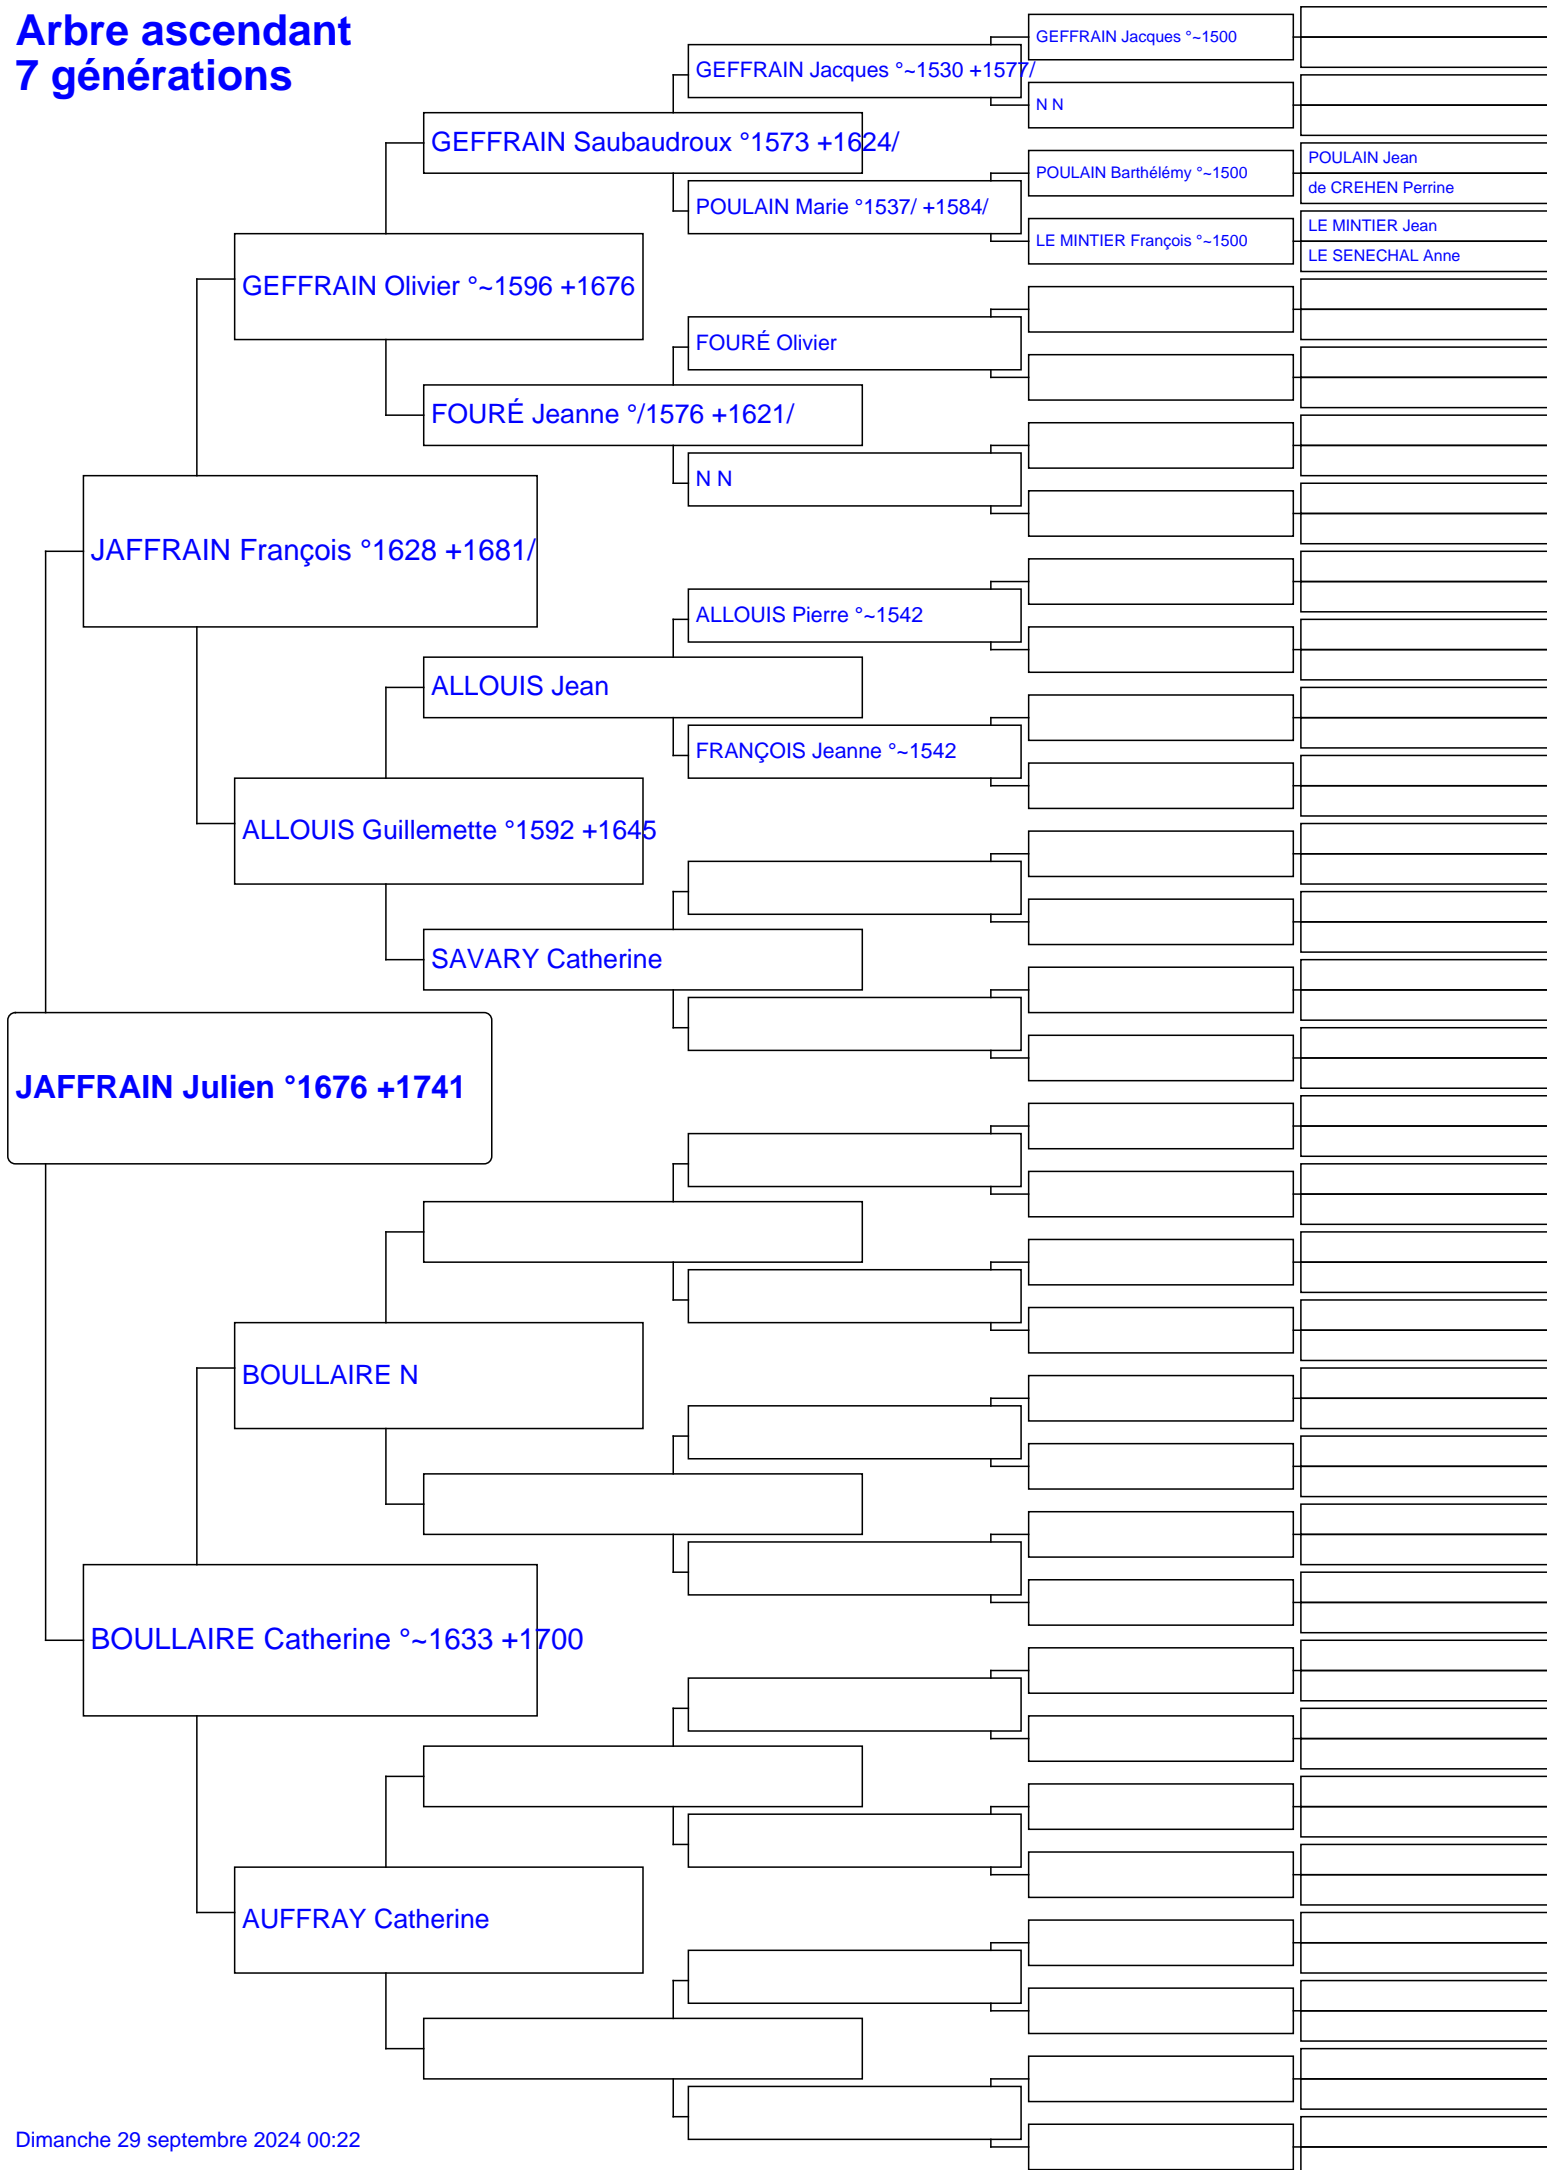 Arbre ascendant
7 générations
GEFFRAIN Jacques °~1500
GEFFRAIN Jacques °~1530 +1577/
N N
GEFFRAIN Saubaudroux °1573 +1624/
POULAIN Jean
POULAIN Barthélémy °~1500
de CREHEN Perrine
POULAIN Marie °1537/ +1584/
LE MINTIER Jean
LE MINTIER François °~1500
LE SENECHAL Anne
GEFFRAIN Olivier °~1596 +1676
FOURÉ Olivier
FOURÉ Jeanne °/1576 +1621/
N N
JAFFRAIN François °1628 +1681/
ALLOUIS Pierre °~1542
ALLOUIS Jean
FRANÇOIS Jeanne °~1542
ALLOUIS Guillemette °1592 +1645
SAVARY Catherine
JAFFRAIN Julien °1676 +1741
BOULLAIRE N
BOULLAIRE Catherine °~1633 +1700
AUFFRAY Catherine
Dimanche 29 septembre 2024 00:22